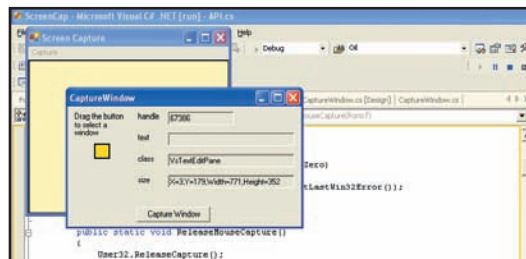 ScreenCap - Microsoft Visual C# .NET [run] - API.cs
Help
Screen Capture
Capture
Debug
CaptureWindow
Drag the button
to select a
window
handle
67386
text
class
VsTextEditPane
size
X=3,Y=179,Width=771,Height=352
Capture Window
CaptureWindow.cs [Design]
CaptureWindow.cs
Zero)
tLastWin32Error());
public static void ReleaseMouseCapture()
{
User32.ReleaseCapture();